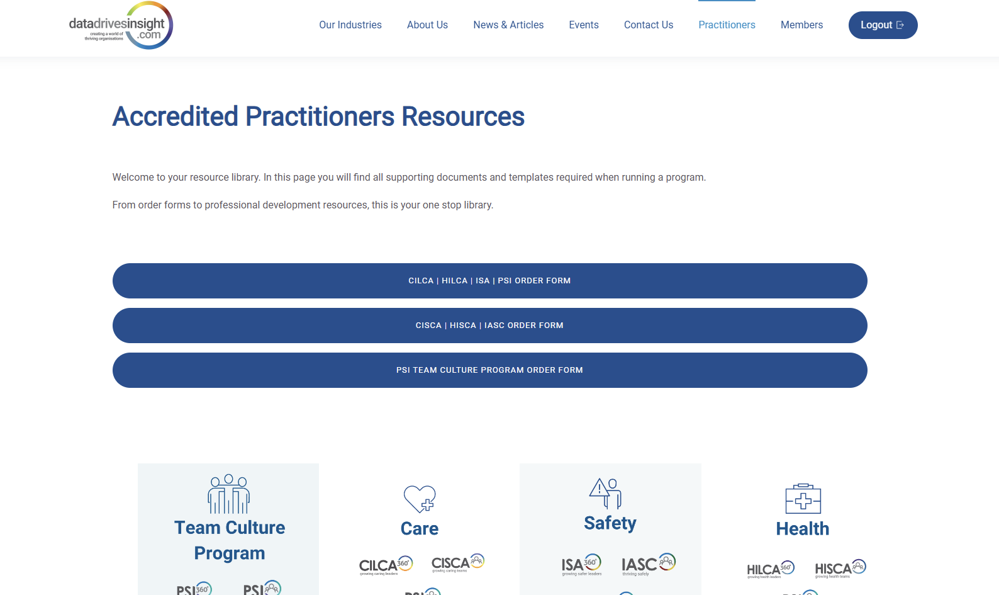 datadrivesinsight
.com
creating a world of
thriving organisations
Our Industries
About Us
News & Articles
Events
Contact Us
Practitioners
Members
Logout
Accredited Practitioners Resources
Welcome to your resource library. In this page you will find all supporting documents and templates required when running a program.
From order forms to professional development resources, this is your one stop library.
CILCA | HILCA | ISA | PSI ORDER FORM
CISCA | HISCA | IASC ORDER FORM
PSI TEAM CULTURE PROGRAM ORDER FORM
Team Culture
Program
PSI 360°
PSI
Care
CILCA 360°
growing caring leaders
CISCA
growing caring teams
PSI
Safety
ISA 360°
growing safer leaders
IASC
thriving safely
Health
HILCA 360°
growing health leaders
HISCA
growing health teams
PSI